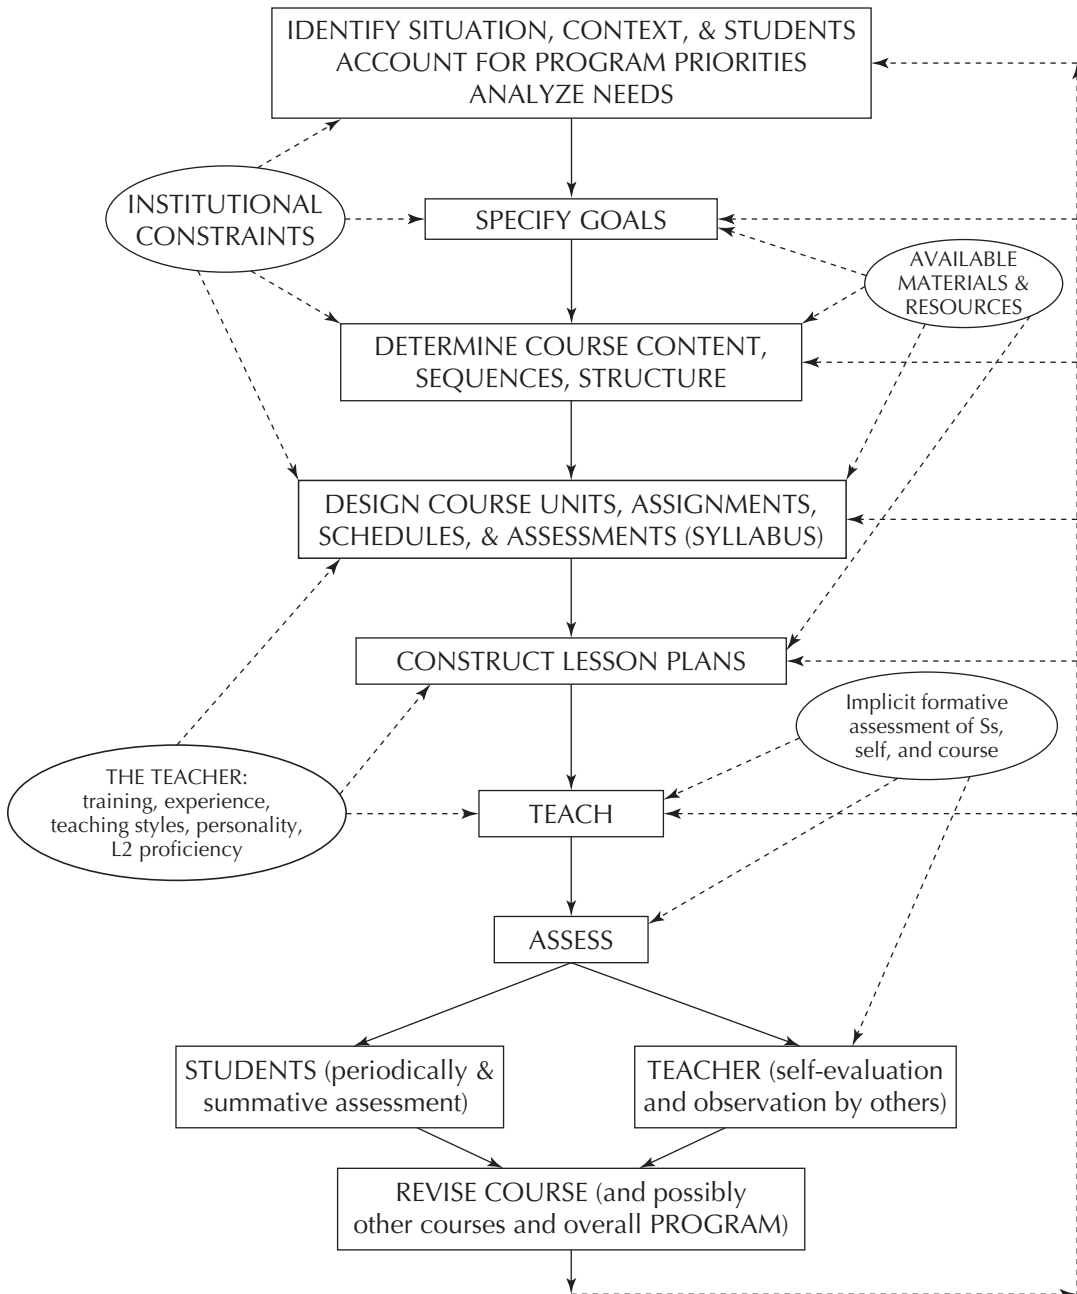 IDENTIFY SITUATION, CONTEXT, & STUDENTS
ACCOUNT FOR PROGRAM PRIORITIES
ANALYZE NEEDS
INSTITUTIONAL
CONSTRAINTS
SPECIFY GOALS
AVAILABLE
MATERIALS &
RESOURCES
DETERMINE COURSE CONTENT,
SEQUENCES, STRUCTURE
DESIGN COURSE UNITS, ASSIGNMENTS,
SCHEDULES, & ASSESSMENTS (SYLLABUS)
CONSTRUCT LESSON PLANS
Implicit formative
assessment of Ss,
self, and course
THE TEACHER:
training, experience,
teaching styles, personality,
L2 proficiency
TEACH
ASSESS
STUDENTS (periodically &
summative assessment)
TEACHER (self-evaluation
and observation by others)
REVISE COURSE (and possibly
other courses and overall PROGRAM)